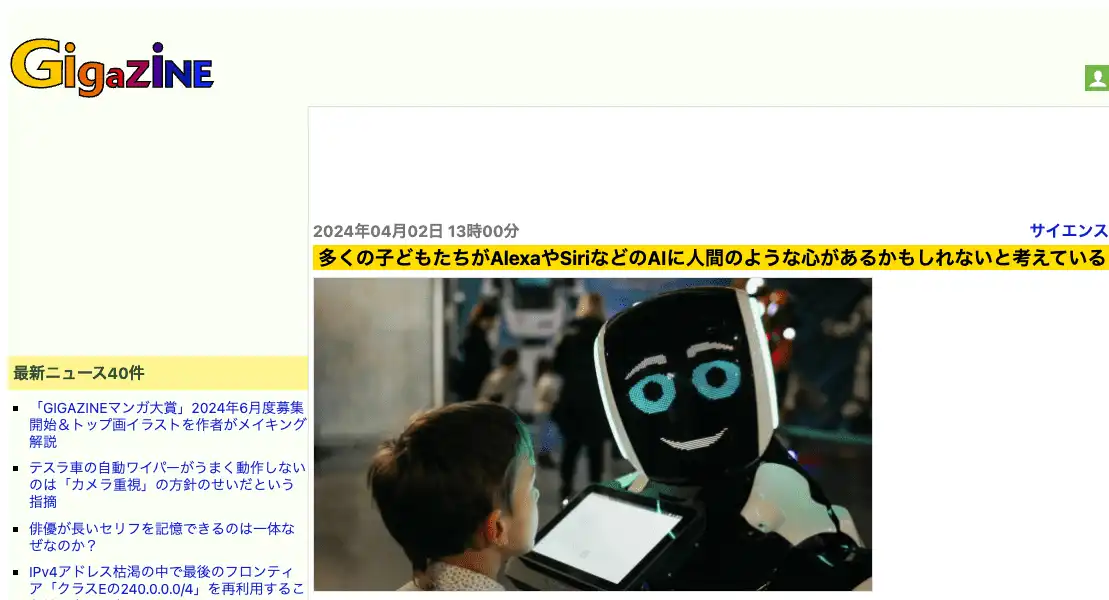 GigaZiNE
2024年04月02日 13時00分
サイエンス
多くの子どもたちがAlexaやSiriなどのAIに人間のような心があるかもしれないと考えている
最新ニュース40件
「GIGAZINEマンガ大賞」2024年6月度募集
開始＆トップ画イラストを作者がメイキング
解説
テスラ車の自動ワイパーがうまく動作しない
のは「カメラ重視」の方針のせいだという
指摘
俳優が長いセリフを記憶できるのは一体な
ぜなのか？
IPv4アドレス枯渇の中で最後のフロンティ
ア「クラスEの240.0.0.0/4」を再利用するこ